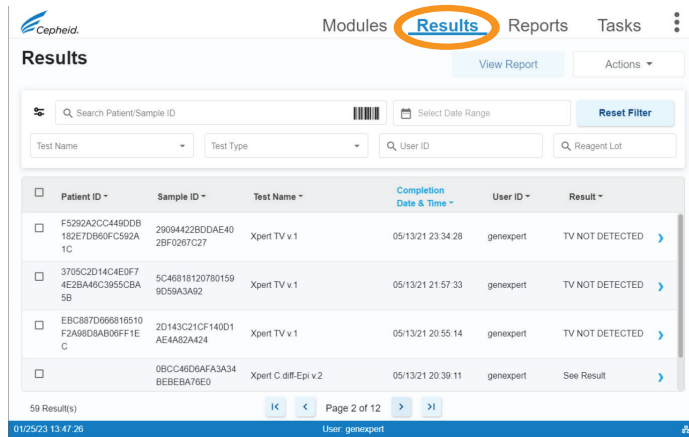 Cepheid.
Modules Results Reports Tasks
Results
View Report Actions
Search Patient/Sample ID Select Date Range Reset Filter
Test Name Test Type User ID Reagent Lot
Patient ID Sample ID Test Name Completion Date & Time User ID Result
F5292A2CC449DDB
182E7DB60FC592A
1C
29094422BDDAE40
2BF0267C27
Xpert TV v.1 05/13/21 23:34:28 genexpert TV NOT DETECTED
3705C2D14C4E0F7
4E2BA46C3955CBA
5B
5C46818120780159
9D59A3A92
Xpert TV v.1 05/13/21 21:57:33 genexpert TV NOT DETECTED
EBC887D666816510
F2A98D8AB06FF1E
C
2D143C21CF140D1
AE4A82A424
Xpert TV v.1 05/13/21 20:55:14 genexpert TV NOT DETECTED
0BCC46D6AFA3A34
BEBEBA76E0
Xpert C.diff-Epi v.2 05/13/21 20:39:11 genexpert See Result
59 Result(s) Page 2 of 12
01/25/23 13:47:26 User: genexpert